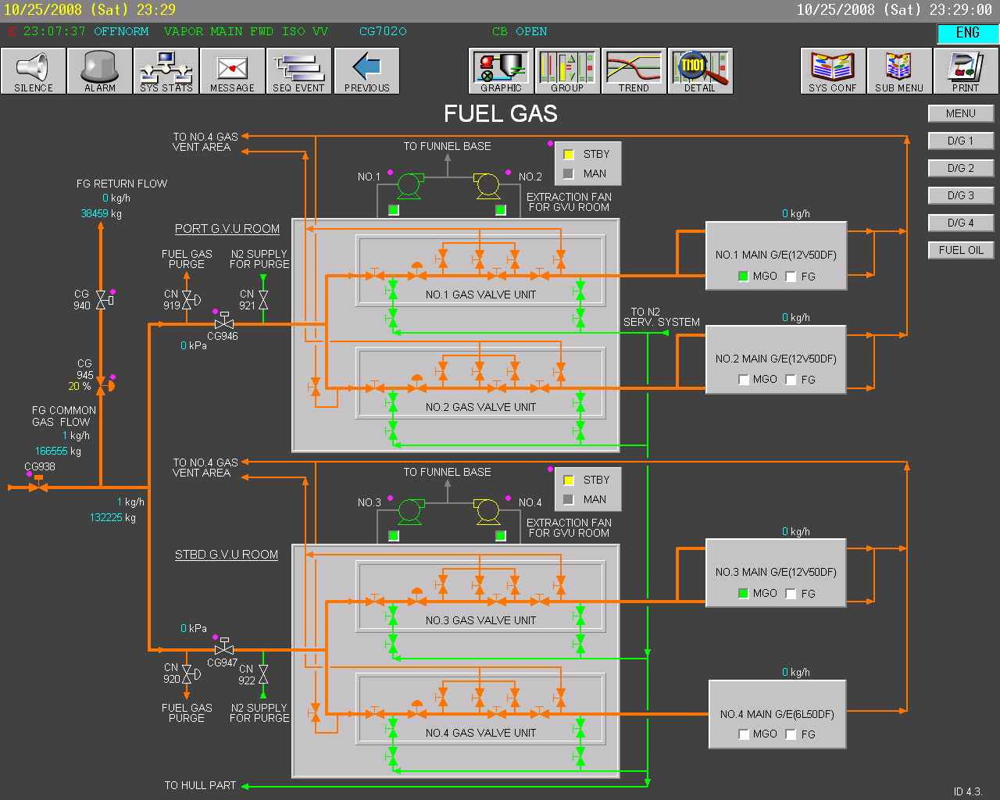 10/25/2008 (Sat) 23:29
10/25/2008 (Sat) 23:29:00
E 23:07:37 OFFNORM VAPOR MAIN FWD ISO VV CG702O CB OPEN
ENG
SILENCE
ALARM
SYS STATS
MESSAGE
SEQ EVENT
PREVIOUS
GRAPHIC
GROUP
TREND
TI101
DETAIL
SYS CONF
SUB MENU
PRINT
FUEL GAS
MENU
D/G 1
D/G 2
D/G 3
D/G 4
FUEL OIL
TO NO.4 GAS
VENT AREA
TO FUNNEL BASE
STBY
MAN
NO.1
NO.2
EXTRACTION FAN
FOR GVU ROOM
FG RETURN FLOW
0 kg/h
38459 kg
PORT G.V.U ROOM
FUEL GAS
PURGE
N2 SUPPLY
FOR PURGE
CG
940
CN
919
CN
921
CG946
0 kPa
NO.1 GAS VALVE UNIT
0 kg/h
NO.1 MAIN G/E(12V50DF)
MGO
FG
TO N2
SERV. SYSTEM
0 kg/h
NO.2 MAIN G/E(12V50DF)
MGO
FG
CG
945
20 %
NO.2 GAS VALVE UNIT
FG COMMON
GAS FLOW
1 kg/h
166555 kg
CG938
1 kg/h
132225 kg
TO NO.4 GAS
VENT AREA
TO FUNNEL BASE
STBY
MAN
NO.3
NO.4
EXTRACTION FAN
FOR GVU ROOM
STBD G.V.U ROOM
0 kg/h
NO.3 MAIN G/E(12V50DF)
MGO
FG
NO.3 GAS VALVE UNIT
0 kPa
CG947
CN
920
CN
922
FUEL GAS
PURGE
N2 SUPPLY
FOR PURGE
0 kg/h
NO.4 MAIN G/E(6L50DF)
MGO
FG
NO.4 GAS VALVE UNIT
TO HULL PART
ID 4.3.